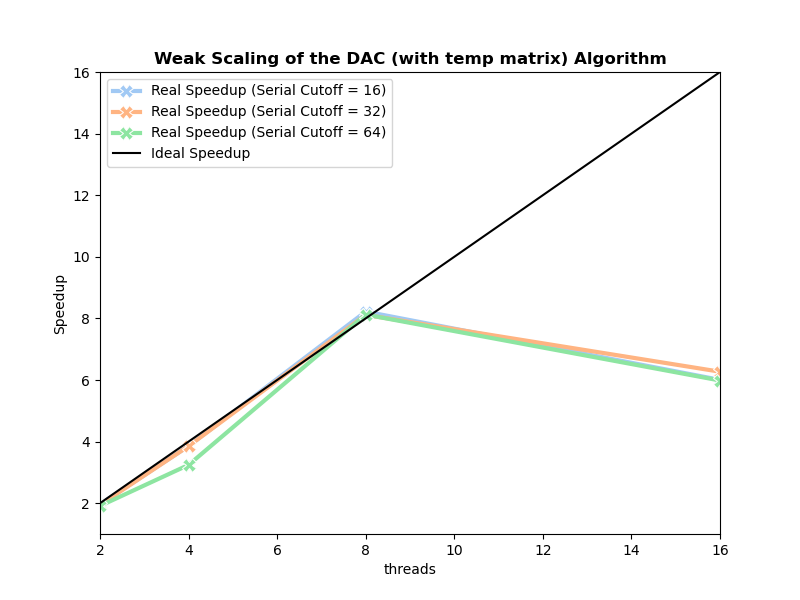 Weak Scaling of the DAC (with temp matrix) Algorithm
Real Speedup (Serial Cutoff = 16)
Real Speedup (Serial Cutoff = 32)
Real Speedup (Serial Cutoff = 64)
Ideal Speedup
Speedup
16
14
12
10
8
6
4
2
2 4 6 8 10 12 14 16
threads